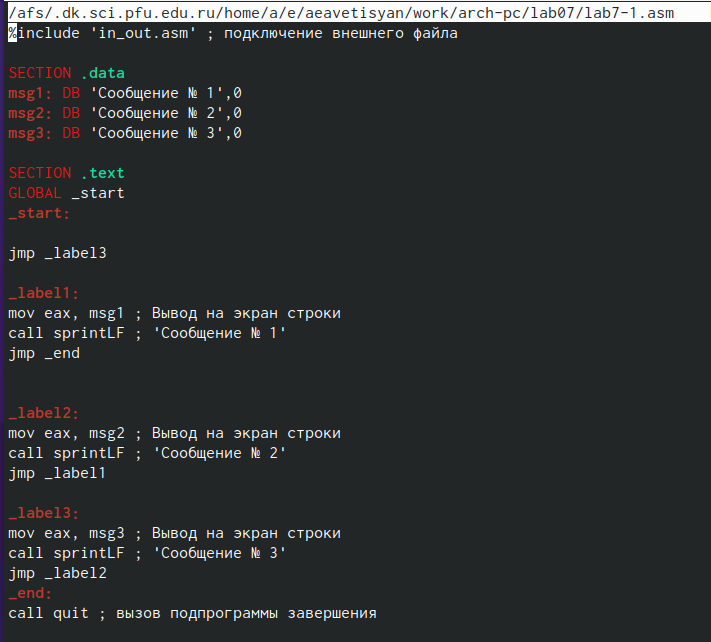 /afs/.dk.sci.pfu.edu.ru/home/a/e/aeavetisyan/work/arch-pc/lab07/lab7-1.asm
%include 'in_out.asm' ; подключение внешнего файла
SECTION .data
msg1: DB 'Сообщение № 1',0
msg2: DB 'Сообщение № 2',0
msg3: DB 'Сообщение № 3',0
SECTION .text
GLOBAL _start
_start:
jmp _label3
_label1:
mov eax, msg1 ; Вывод на экран строки
call sprintLF ; 'Сообщение № 1'
jmp _end
_label2:
mov eax, msg2 ; Вывод на экран строки
call sprintLF ; 'Сообщение № 2'
jmp _label1
_label3:
mov eax, msg3 ; Вывод на экран строки
call sprintLF ; 'Сообщение № 3'
jmp _label2
_end:
call quit ; вызов подпрограммы завершения